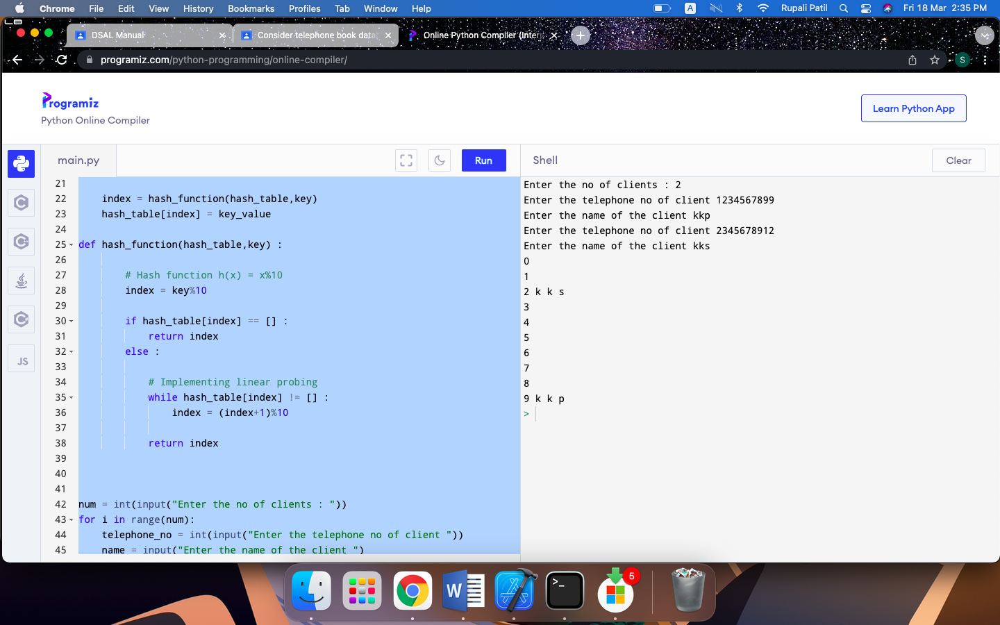 Chrome File Edit View History Bookmarks Profiles Tab Window Help A Rupali Patil Fri 18 Mar 2:35 PM
DSAL Manual Consider telephone book data Online Python Compiler (Inter
programiz.com/python-programming/online-compiler/ S
Programiz
Python Online Compiler
Learn Python App
main.py Run Shell Clear
JS
21
22 index = hash_function(hash_table,key)
23 hash_table[index] = key_value
24
25 def hash_function(hash_table,key) :
26
27 # Hash function h(x) = x%10
28 index = key%10
29
30 if hash_table[index] == [] :
31 return index
32 else :
33
34 # Implementing linear probing
35 while hash_table[index] != [] :
36 index = (index+1)%10
37
38 return index
39
40
41
42 num = int(input("Enter the no of clients : "))
43 for i in range(num):
44 telephone_no = int(input("Enter the telephone no of client "))
45 name = input("Enter the name of the client ")
Enter the no of clients : 2
Enter the telephone no of client 1234567899
Enter the name of the client kkp
Enter the telephone no of client 2345678912
Enter the name of the client kks
0
1
2 k k s
3
4
5
6
7
8
9 k k p
>
W
>_
5